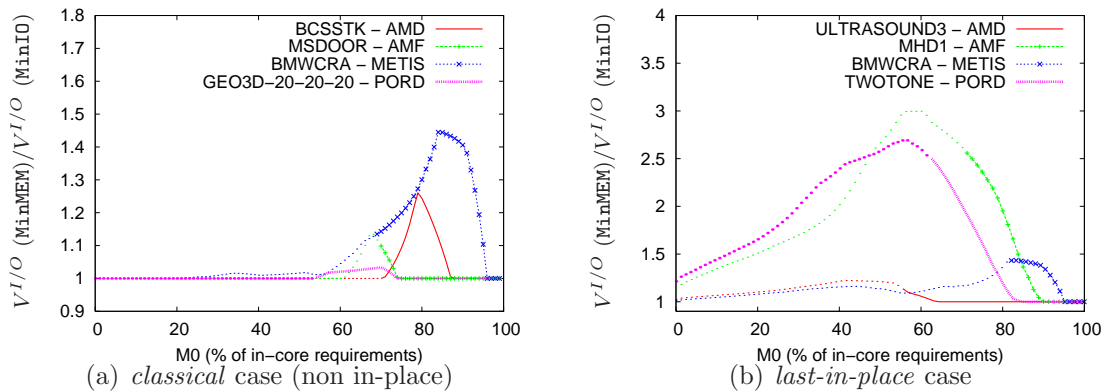 1.8
1.7
1.6
1.5
1.4
1.3
1.2
1.1
1
0.9
V^{I/O} (MinMEM)/V^{I/O} (MinIO)
BCSSTK – AMD
MSDOOR – AMF
BMWCRA – METIS
GEO3D−20−20−20 – PORD
0 20 40 60 80 100
M0 (% of in−core requirements)
(a) classical case (non in-place)
4
3.5
3
2.5
2
1.5
1
V^{I/O} (MinMEM)/V^{I/O} (MinIO)
ULTRASOUND3 – AMD
MHD1 – AMF
BMWCRA – METIS
TWOTONE – PORD
0 20 40 60 80 100
M0 (% of in−core requirements)
(b) last-in-place case